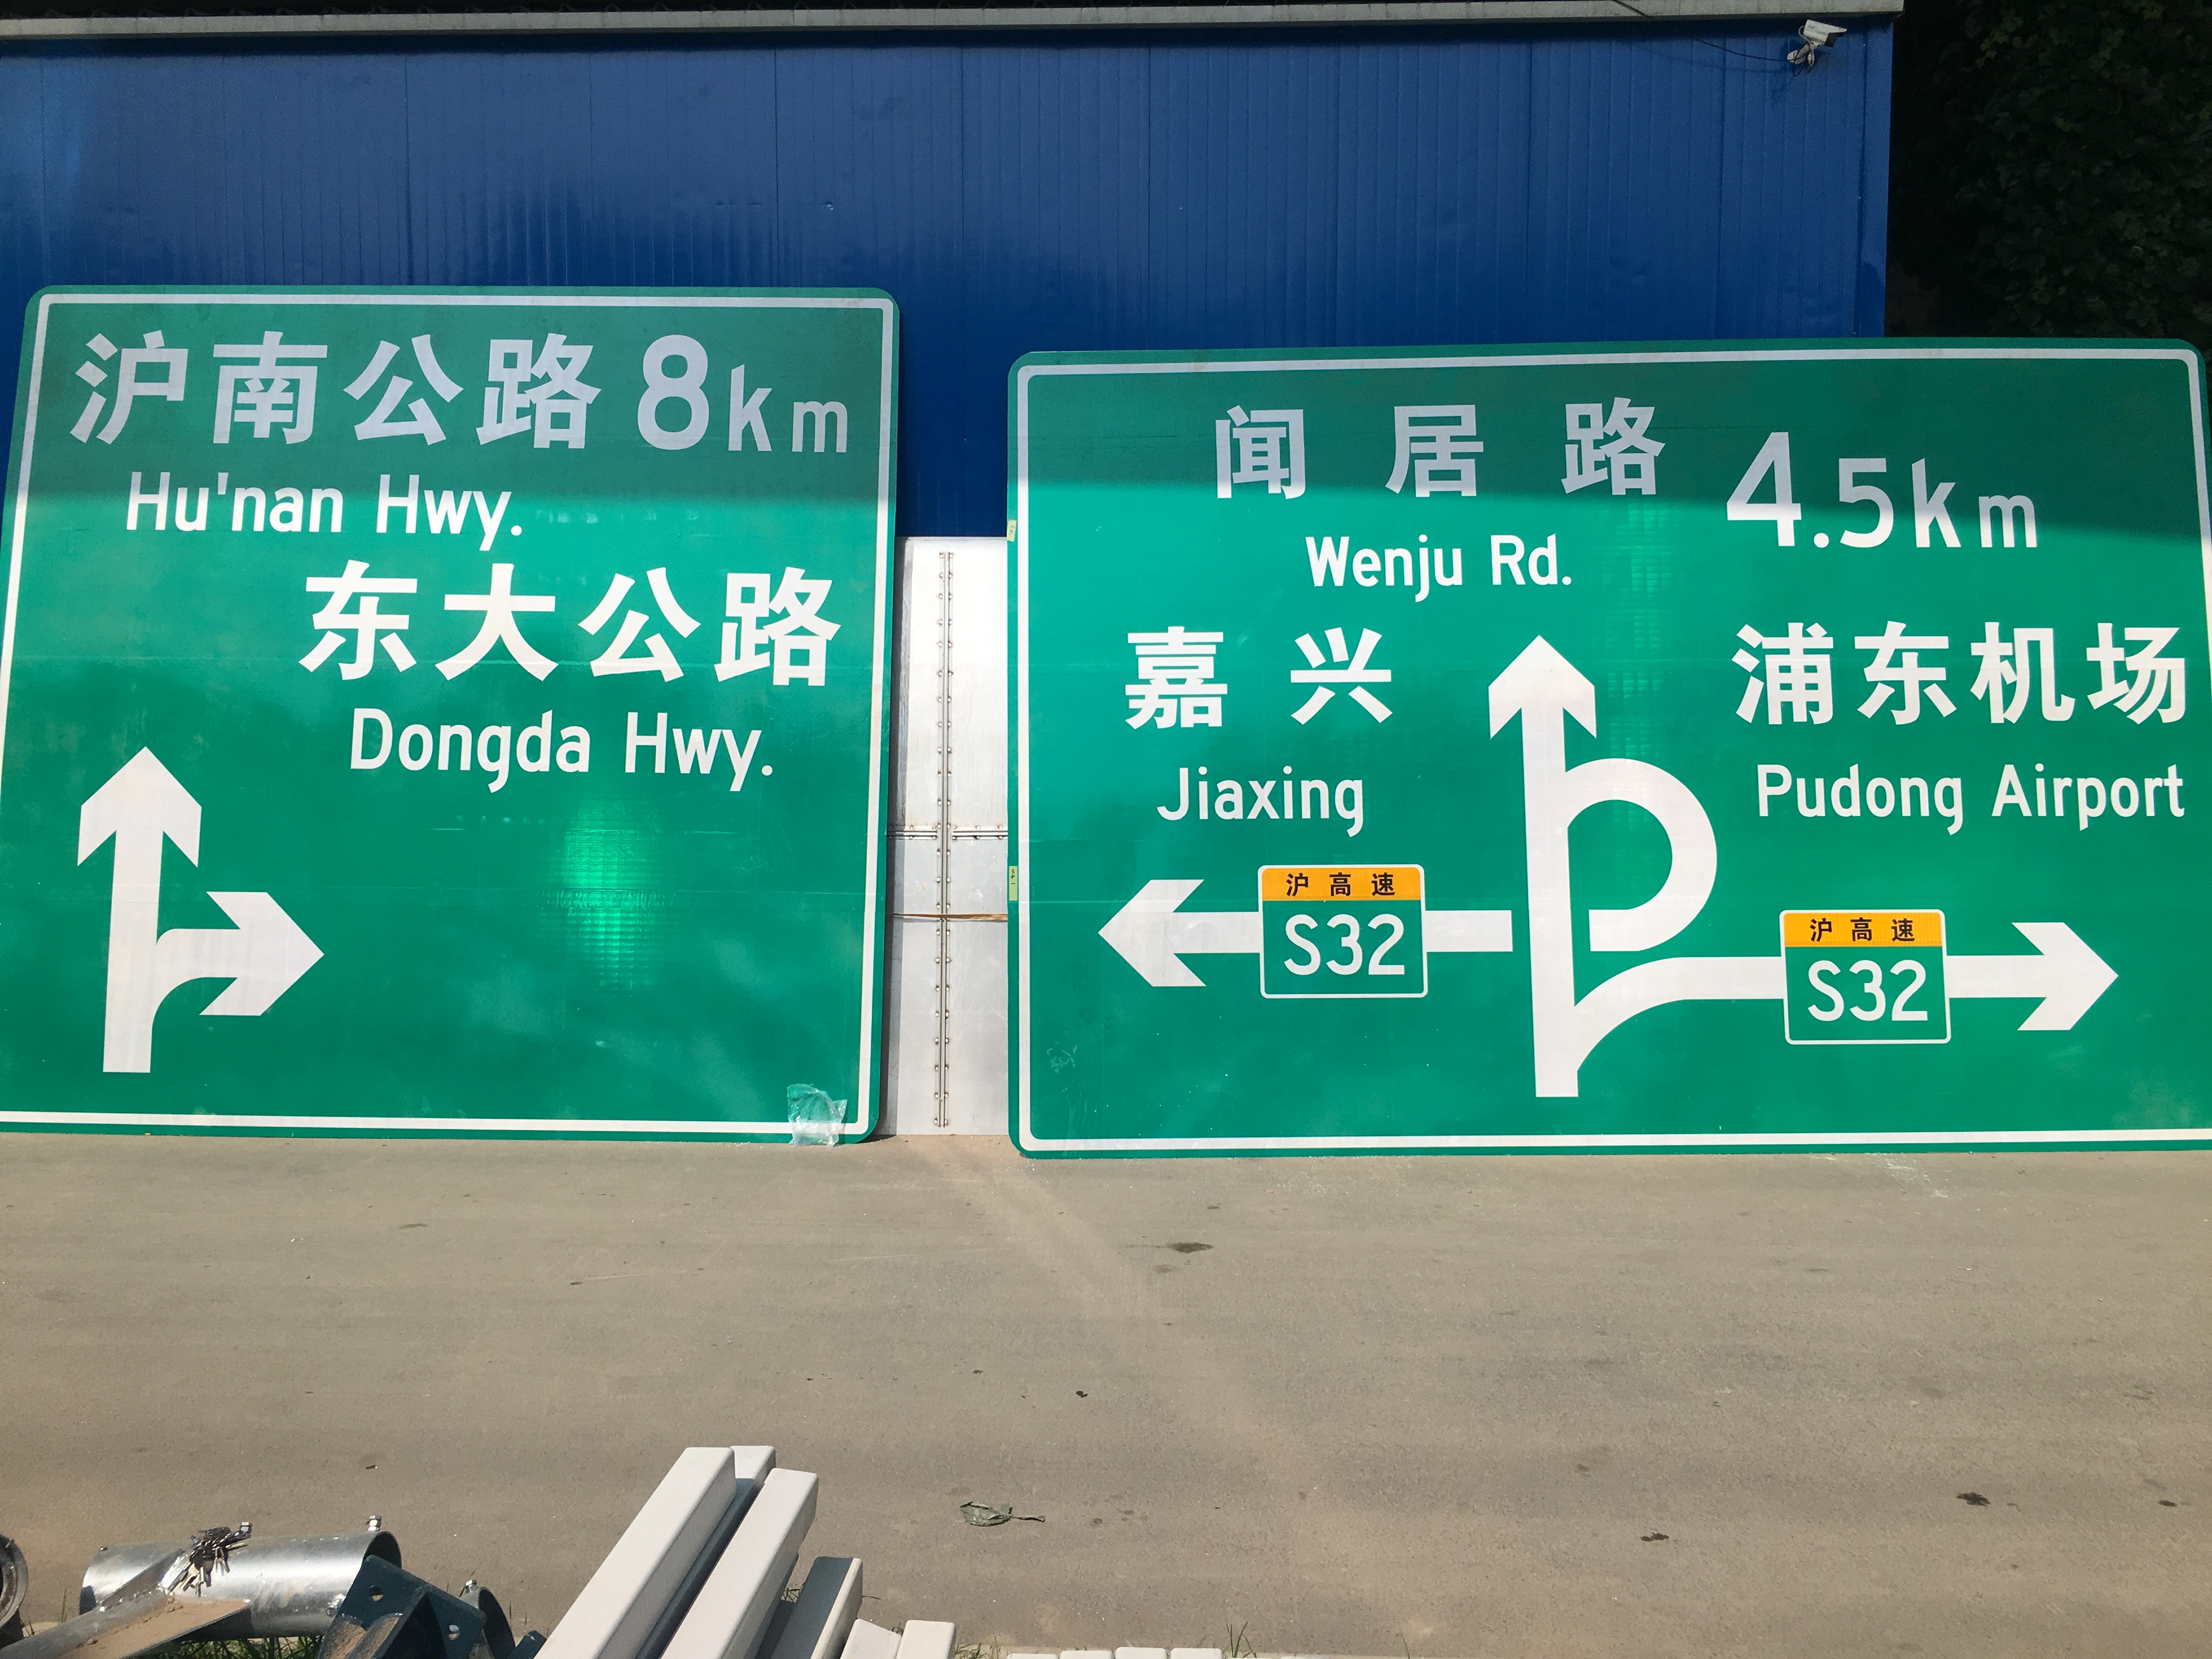 沪南公路 8km
Hu'nan Hwy.
东大公路
Dongda Hwy.
闻居路 4.5km
Wenju Rd.
嘉兴
Jiaxing
浦东机场
Pudong Airport
沪高速
S32
沪高速
S32